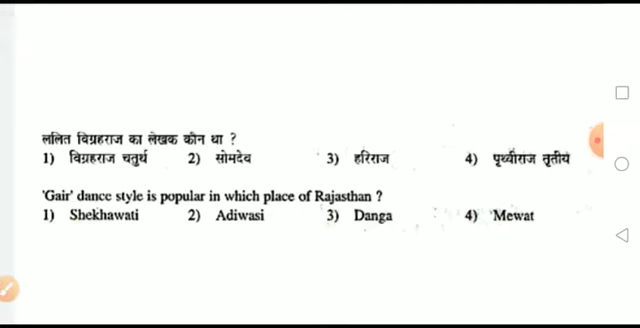 ललित विग्रहराज का लेखक कौन था ?
1) विग्रहराज चतुर्थ 2) सोमदेव 3) हरिराज 4) पृथ्वीराज तृतीय
'Gair' dance style is popular in which place of Rajasthan ?
1) Shekhawati 2) Adiwasi 3) Danga 4) Mewat